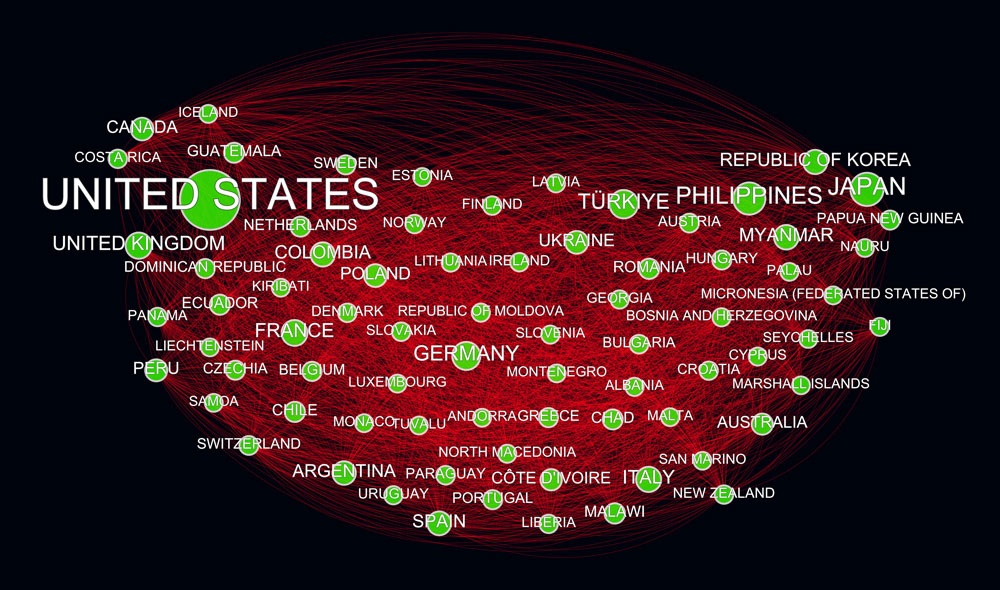 ICELAND
CANADA
COSTA RICA
GUATEMALA
SWEDEN
ESTONIA
LATVIA
REPUBLIC OF KOREA
UNITED STATES
FINLAND
TÜRKIYE
PHILIPPINES
JAPAN
NETHERLANDS
NORWAY
AUSTRIA
PAPUA NEW GUINEA
UNITED KINGDOM
COLOMBIA
UKRAINE
MYANMAR
NAURU
DOMINICAN REPUBLIC
POLAND
LITHUANIA
IRELAND
ROMANIA
HUNGARY
PALAU
KIRIBATI
ECUADOR
GEORGIA
MICRONESIA (FEDERATED STATES OF)
PANAMA
DENMARK
REPUBLIC OF MOLDOVA
BOSNIA AND HERZEGOVINA
FRANCE
SLOVAKIA
SLOVENIA
FIJI
LIECHTENSTEIN
GERMANY
BULGARIA
SEYCHELLES
PERU
CZECHIA
BELGIUM
MONTENEGRO
CROATIA
CYPRUS
LUXEMBOURG
ALBANIA
MARSHALL ISLANDS
SAMOA
CHILE
MONACO
TUVALU
ANDORRA
GREECE
CHAD
MALTA
AUSTRALIA
SWITZERLAND
NORTH MACEDONIA
SAN MARINO
ARGENTINA
PARAGUAY
CÔTE D'IVOIRE
ITALY
URUGUAY
PORTUGAL
NEW ZEALAND
SPAIN
LIBERIA
MALAWI